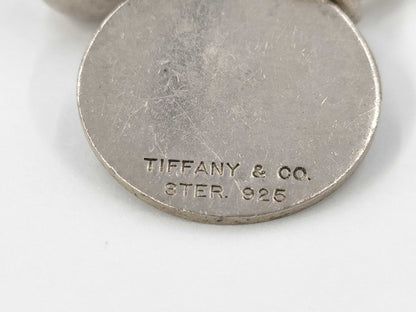 TIFFANY & CO.
STER. 925